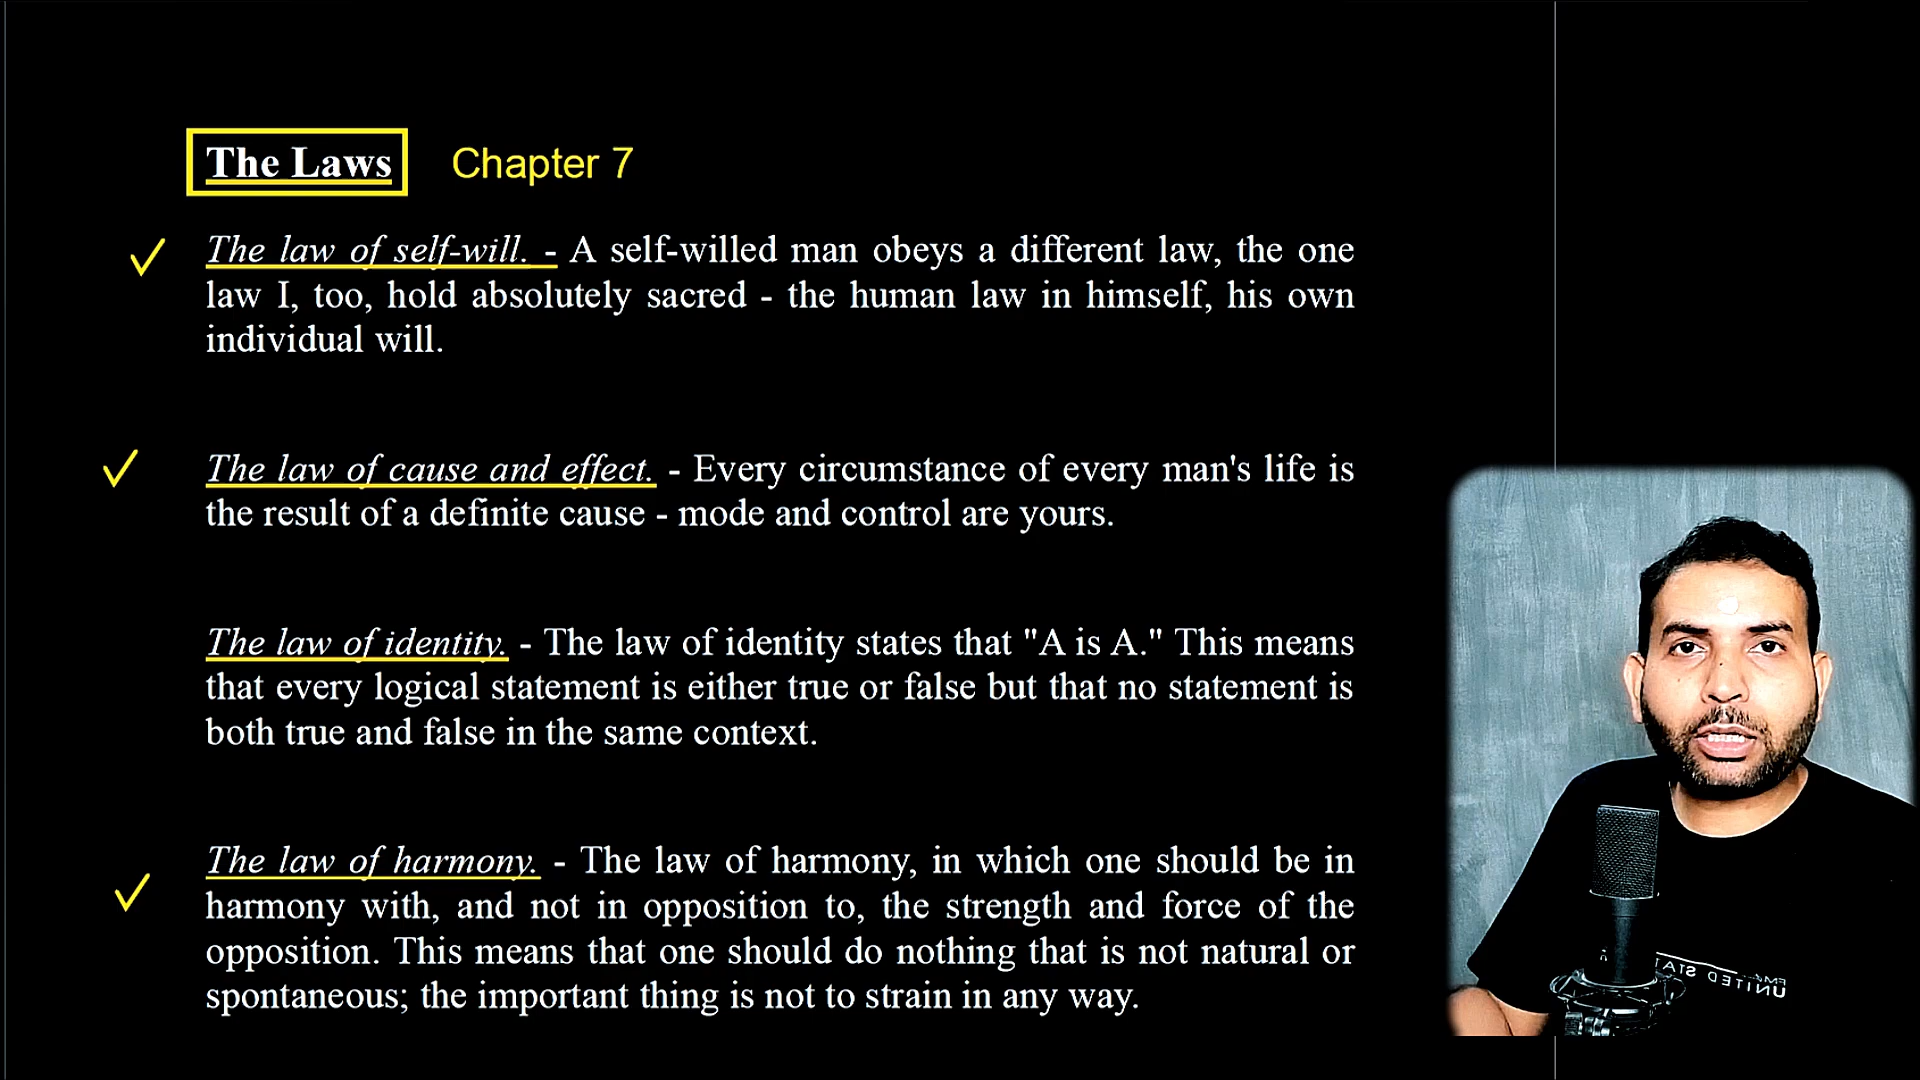 The Laws Chapter 7
The law of self-will. - A self-willed man obeys a different law, the one
law I, too, hold absolutely sacred - the human law in himself, his own
individual will.
The law of cause and effect. - Every circumstance of every man's life is
the result of a definite cause - mode and control are yours.
The law of identity. - The law of identity states that "A is A." This means
that every logical statement is either true or false but that no statement is
both true and false in the same context.
The law of harmony. - The law of harmony, in which one should be in
harmony with, and not in opposition to, the strength and force of the
opposition. This means that one should do nothing that is not natural or
spontaneous; the important thing is not to strain in any way.
UNITED STAT